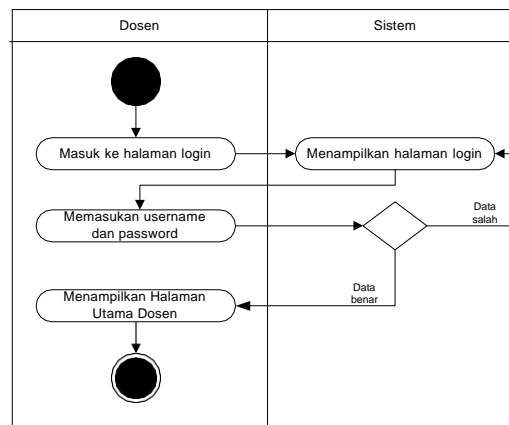 Dosen
Sistem
Masuk ke halaman login
Menampilkan halaman login
Memasukan username
dan password
Data
salah
Menampilkan Halaman
Utama Dosen
Data
benar